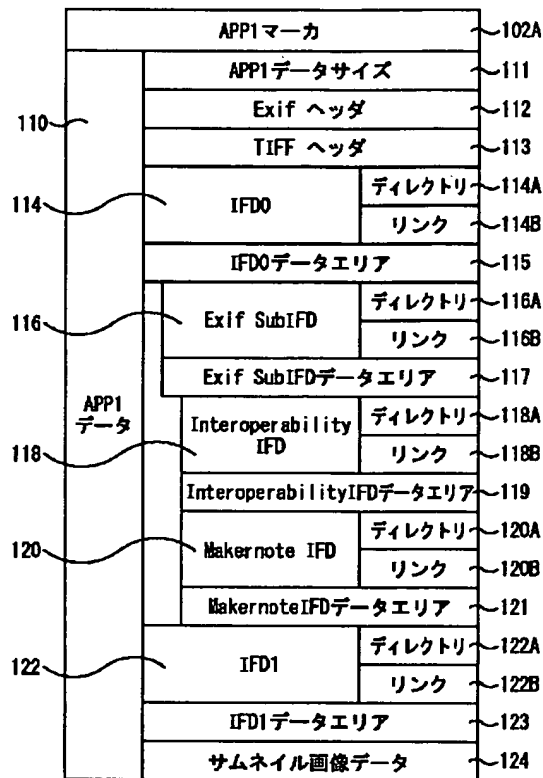 APP1マーカ 102A
APP1データサイズ 111
110
Exif ヘッダ 112
TIFF ヘッダ 113
114 IFD0 ディレクトリ 114A
リンク 114B
IFD0データエリア 115
116 Exif SubIFD ディレクトリ 116A
リンク 116B
Exif SubIFDデータエリア 117
APP1
データ
118 Interoperability
IFD
ディレクトリ 118A
リンク 118B
InteroperabilityIFDデータエリア 119
120 Makernote IFD ディレクトリ 120A
リンク 120B
MakernoteIFDデータエリア 121
122 IFD1 ディレクトリ 122A
リンク 122B
IFD1データエリア 123
サムネイル画像データ 124